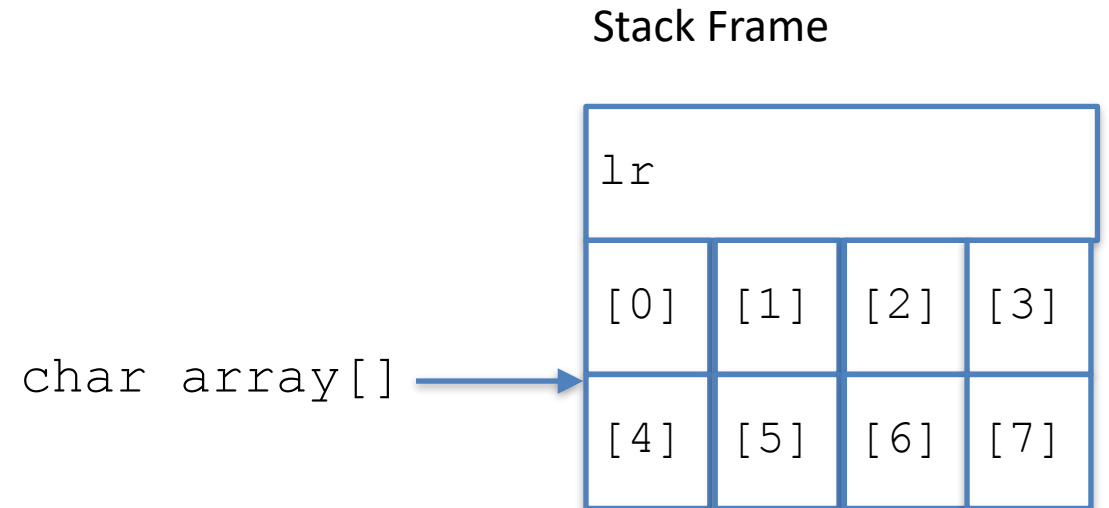 Stack Frame
lr
[0] [1] [2] [3]
char array[]
[4] [5] [6] [7]